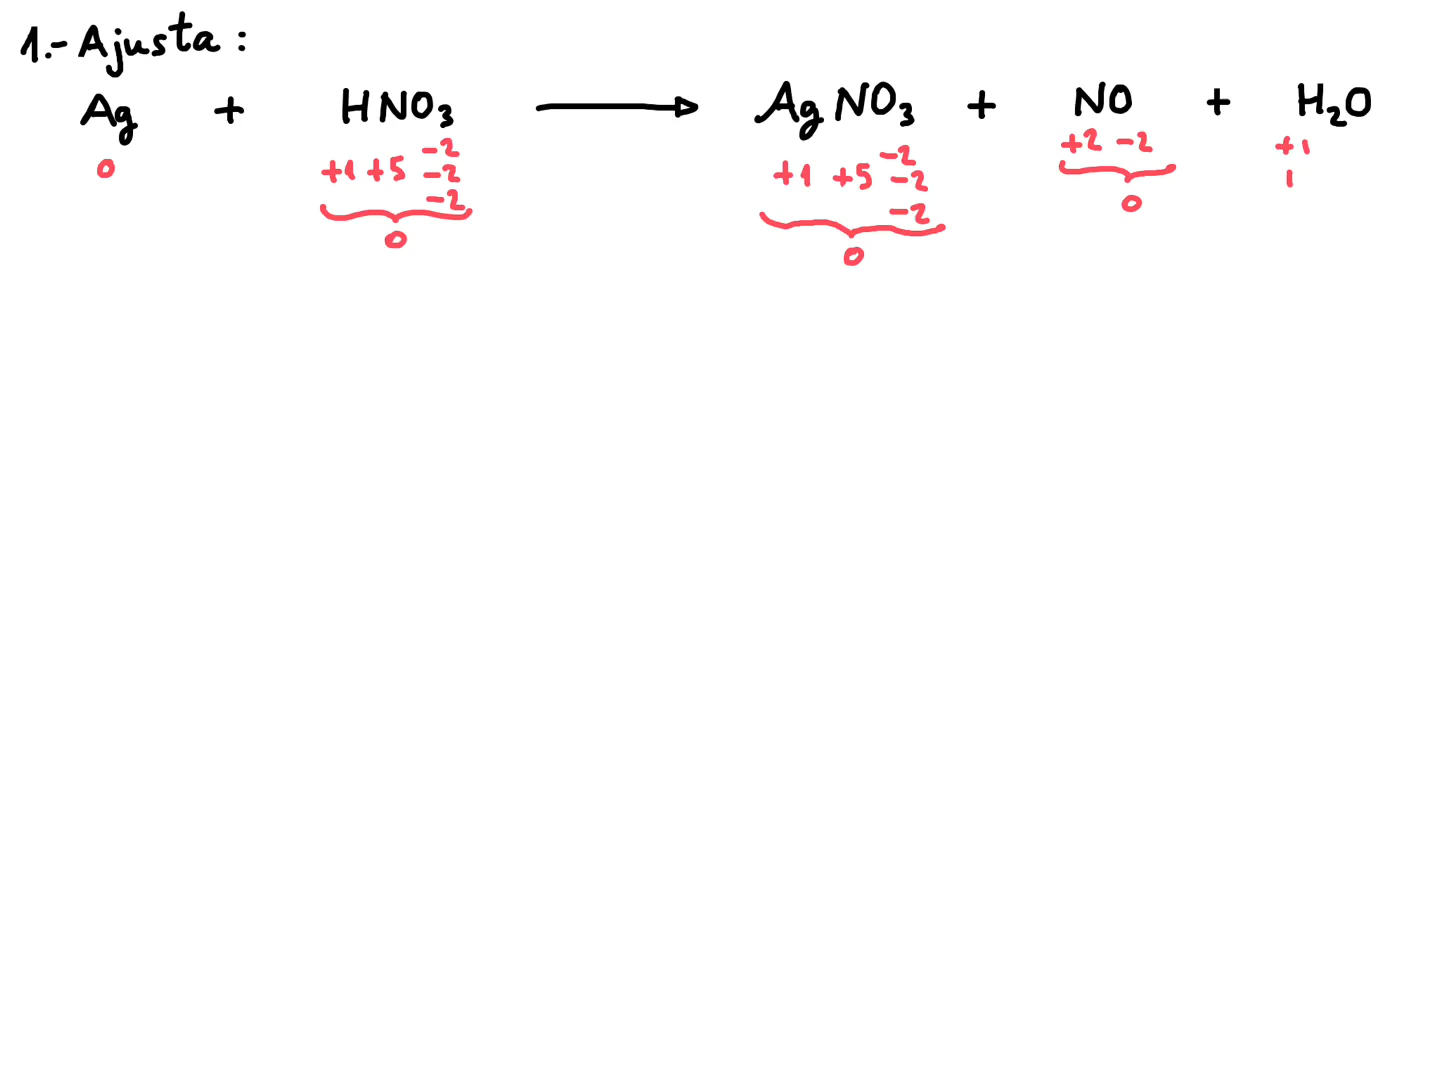 1.- Ajusta:
Ag + HNO₃ ⟶ AgNO₃ + NO + H₂O
0 +1 +5 -2 -2 -2 +1 +5 -2 -2 -2 +2 -2 +1 1
0 0 0